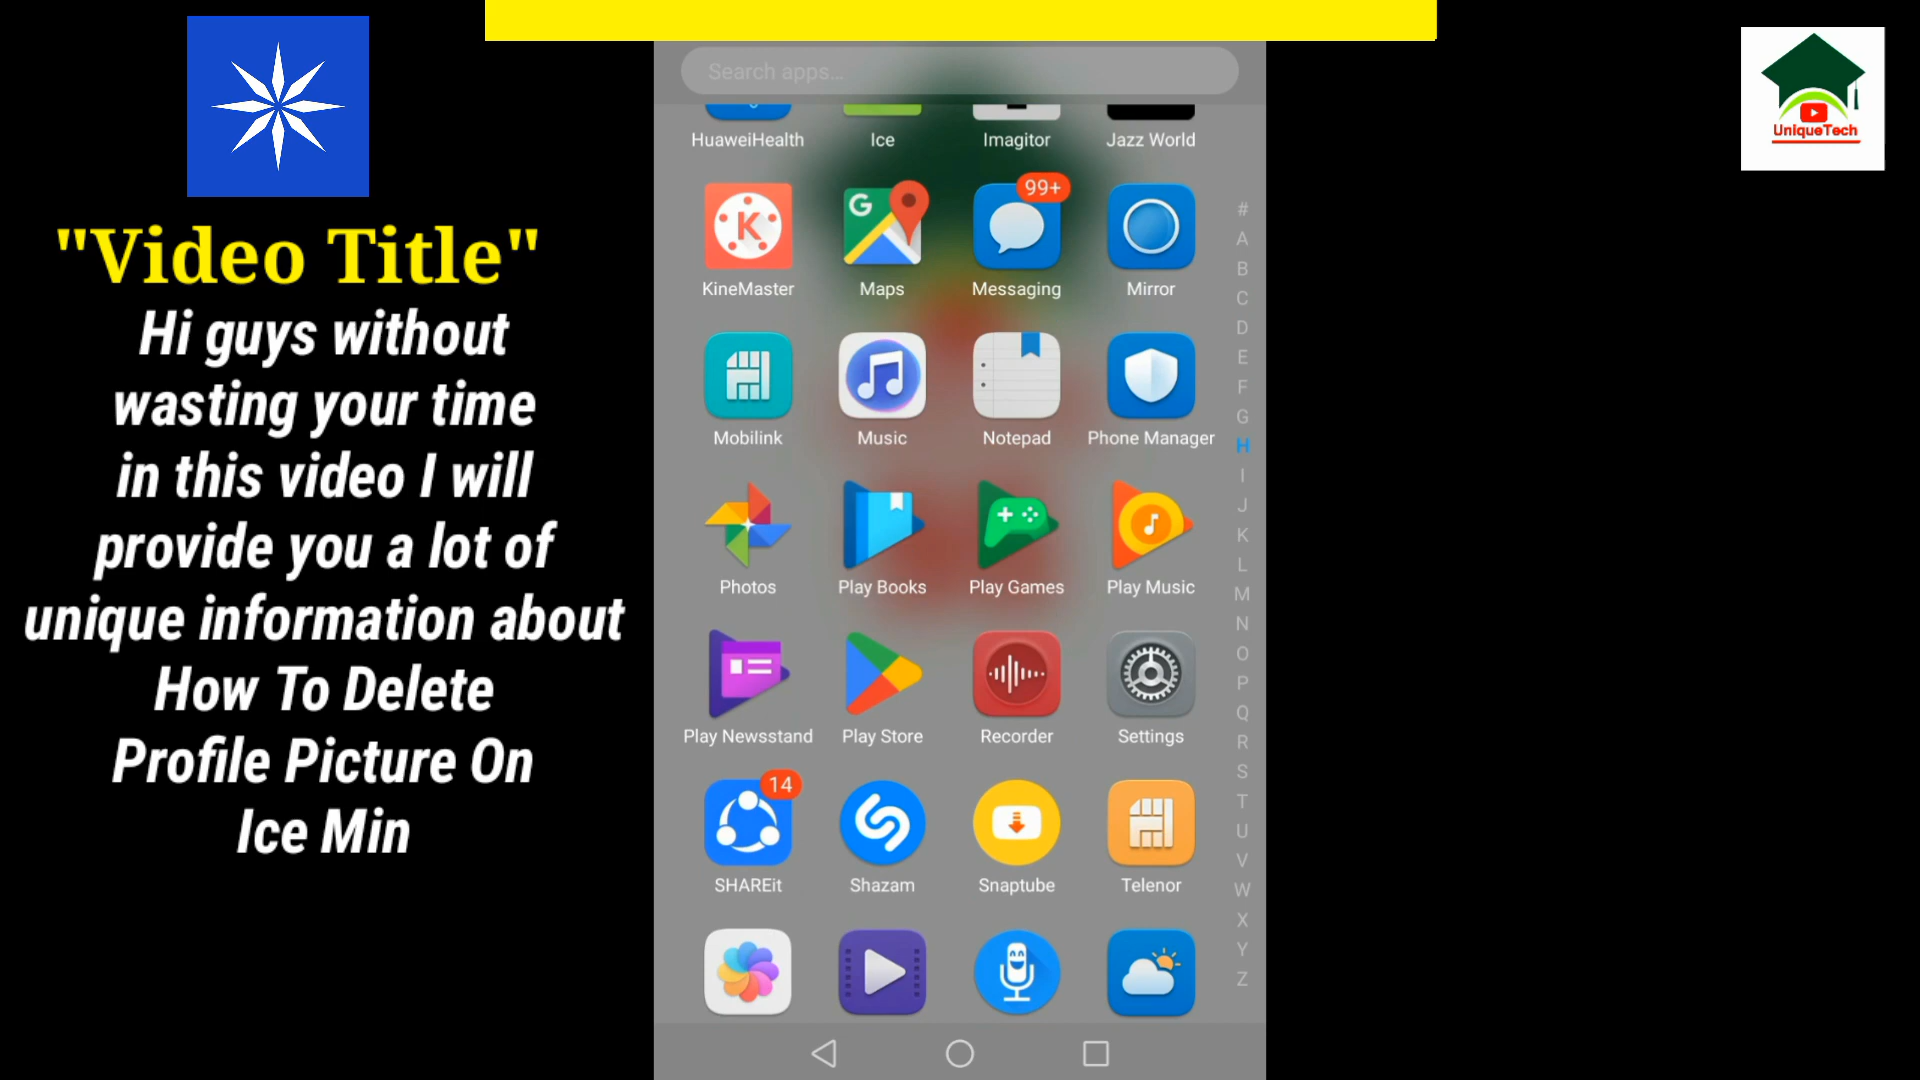 "Video Title"
Hi guys without
wasting your time
in this video I will
provide you a lot of
unique information about
How To Delete
Profile Picture On
Ice Min
Search apps...
HuaweiHealth
Ice
Imagitor
Jazz World
99+
KineMaster
Maps
Messaging
Mirror
Mobilink
Music
Notepad
Phone Manager
Photos
Play Books
Play Games
Play Music
Play Newsstand
Play Store
Recorder
Settings
14
SHAREit
Shazam
Snaptube
Telenor
#
A
B
C
D
E
F
G
H
I
J
K
L
M
N
O
P
Q
R
S
T
U
V
W
X
Y
Z
UniqueTech